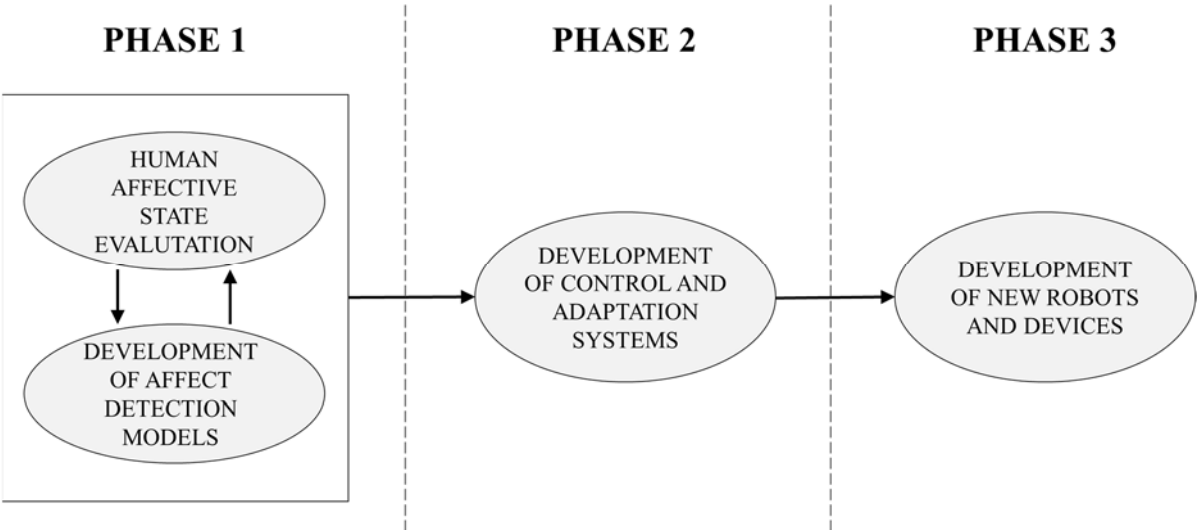 PHASE 1
HUMAN
AFFECTIVE
STATE
EVALUTATION
DEVELOPMENT
OF AFFECT
DETECTION
MODELS
PHASE 2
DEVELOPMENT
OF CONTROL AND
ADAPTATION
SYSTEMS
PHASE 3
DEVELOPMENT
OF NEW ROBOTS
AND DEVICES